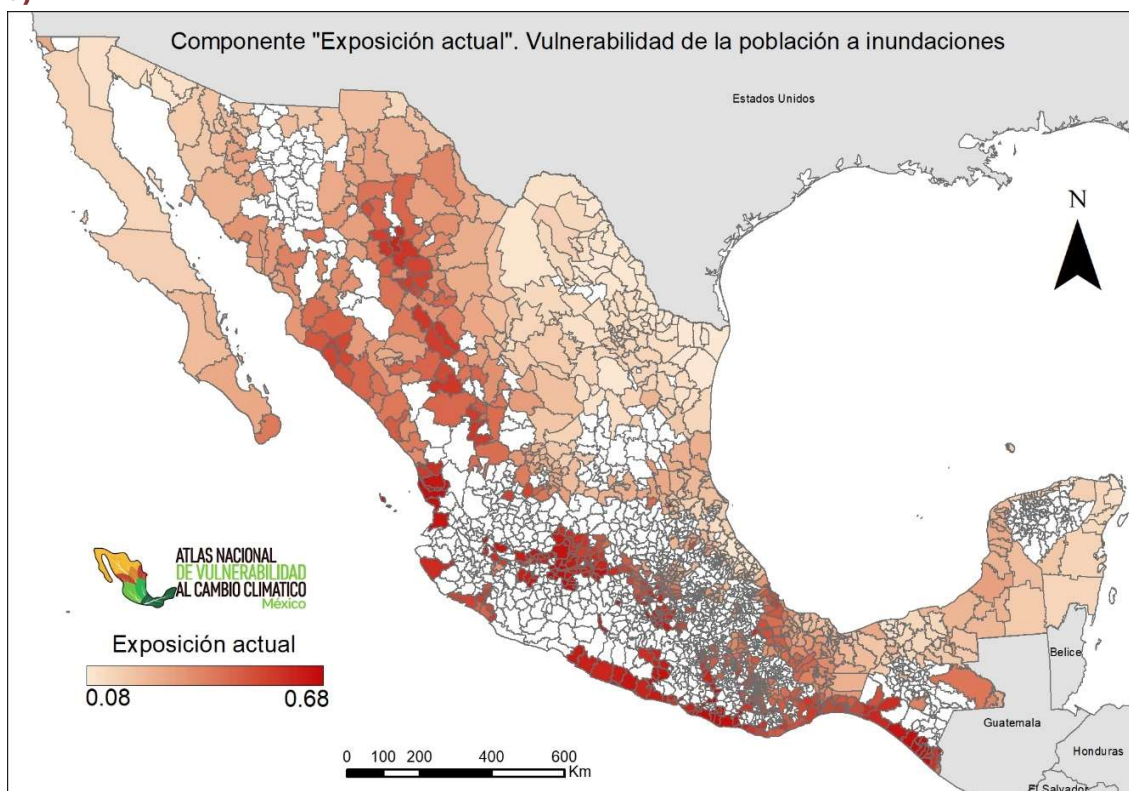 Componente "Exposición actual". Vulnerabilidad de la población a inundaciones
Estados Unidos
N
ATLAS NACIONAL
DE VULNERABILIDAD
AL CAMBIO CLIMATICO
México
Exposición actual
0.08 0.68
Belice
Guatemala
Honduras
El Salvador
0 100 200 400 600
Km